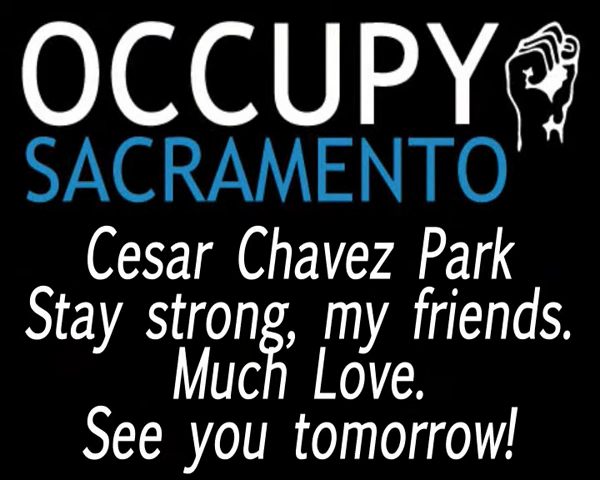 OCCUPY
SACRAMENTO
Cesar Chavez Park
Stay strong, my friends.
Much Love.
See you tomorrow!